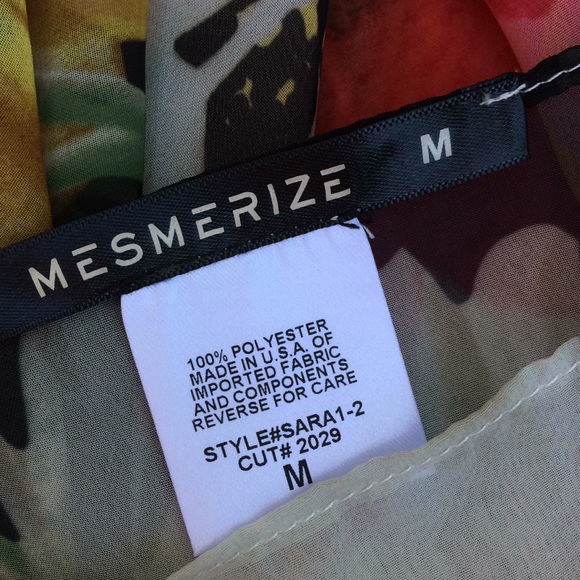 MESMERIZE M
100% POLYESTER
MADE IN U.S.A. OF
IMPORTED FABRIC
AND COMPONENTS
REVERSE FOR CARE
STYLE#SARA1-2
CUT# 2029
M